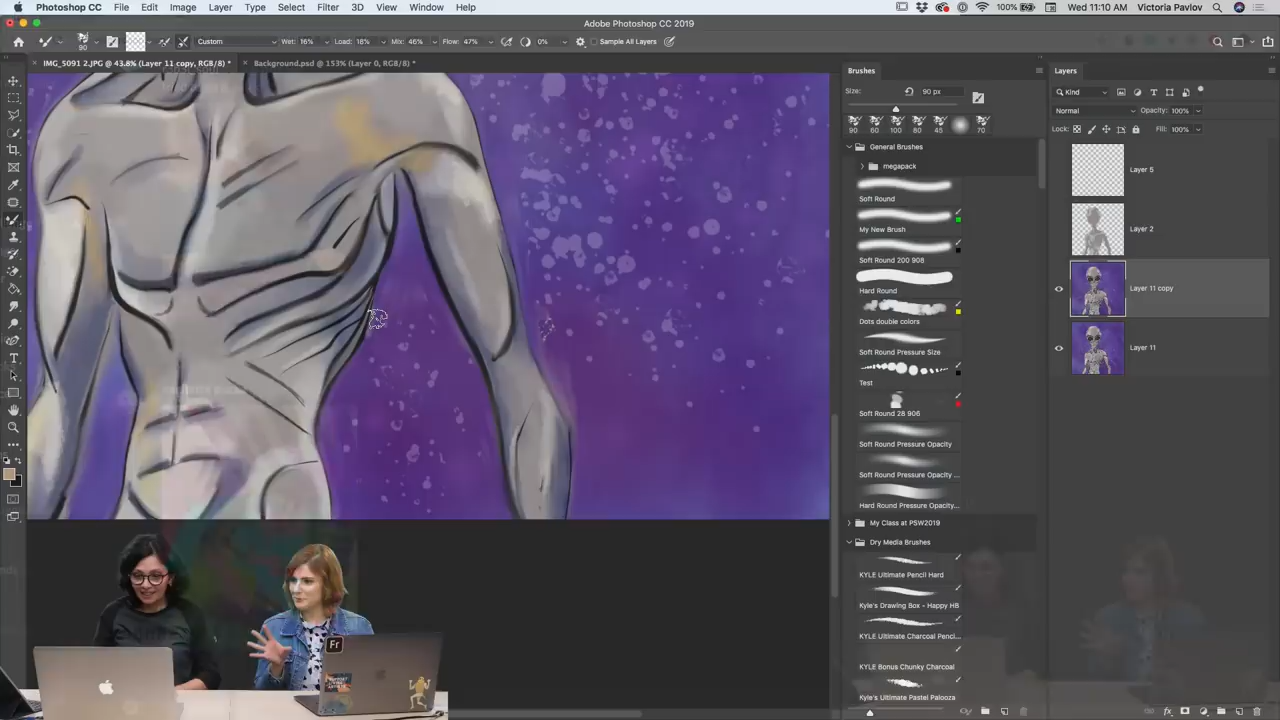 Photoshop CC File Edit Image Layer Type Select Filter 3D View Window Help 100% Wed 11:10 AM Victoria Pavlov
Adobe Photoshop CC 2019
90 Custom Wet: 16% Load: 18% Mix: 46% Flow: 47% 0% Sample All Layers
IMG_5091 2.JPG @ 43.8% (Layer 11 copy, RGB/8) * Background.psd @ 153% (Layer 0, RGB/8) *
Brushes
Size: 90 px
90 60 100 80 45 70
General Brushes
megapack
Soft Round
My New Brush
Soft Round 200 908
Hard Round
Dots double colors
Soft Round Pressure Size
Test
Soft Round 28 906
Soft Round Pressure Opacity
Soft Round Pressure Opacity ...
Hard Round Pressure Opacity...
My Class at PSW2019
Dry Media Brushes
KYLE Ultimate Pencil Hard
Kyle's Drawing Box - Happy HB
KYLE Ultimate Charcoal Penci...
KYLE Bonus Chunky Charcoal
Kyle's Ultimate Pastel Palooza
Layers
Kind
Normal Opacity: 100%
Lock: Fill: 100%
Layer 5
Layer 2
Layer 11 copy
Layer 11
Fr